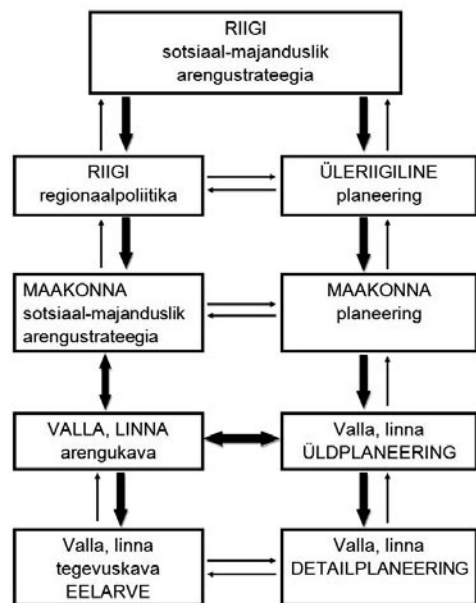 RIIGI
sotsiaal-majanduslik
arengustrateegia
RIIGI
regionaalpoliitika
ÜLERIIGILINE
planeering
MAAKONNA
sotsiaal-majanduslik
arengustrateegia
MAAKONNA
planeering
VALLA, LINNA
arengukava
Valla, linna
ÜLDPLANEERING
Valla, linna
tegevuskava
EELARVE
Valla, linna
DETAILPLANEERING